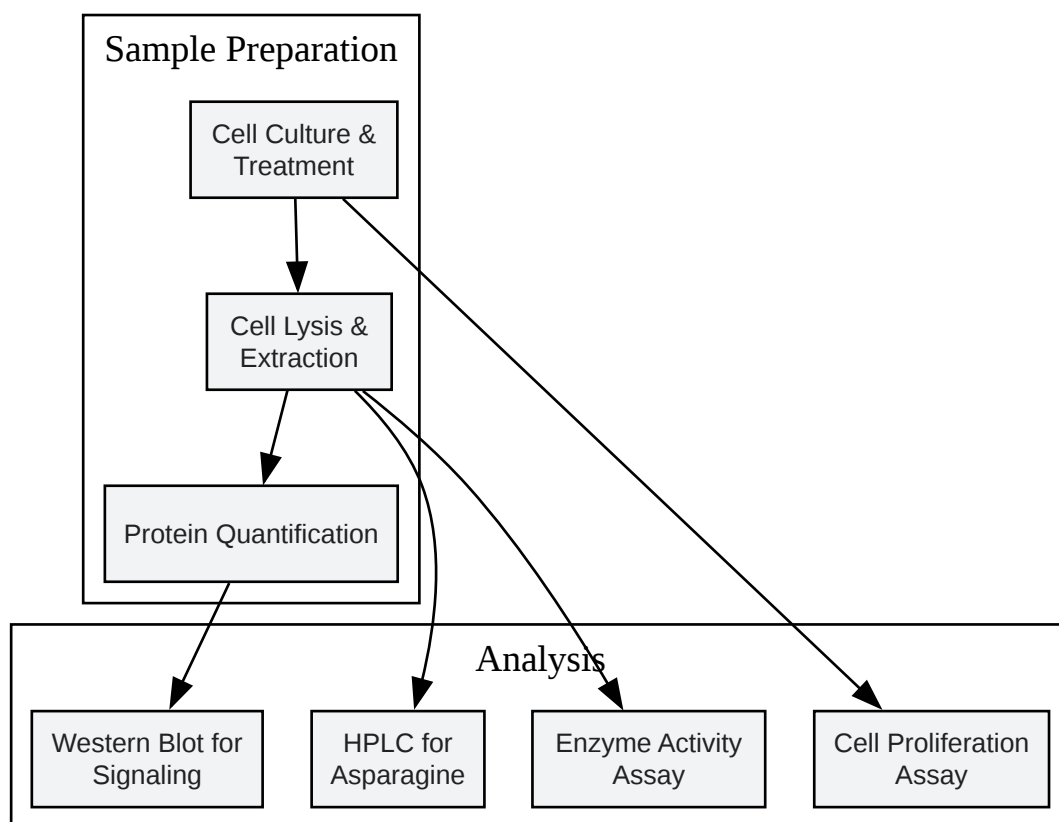 Sample Preparation
Cell Culture &
Treatment
Cell Lysis &
Extraction
Protein Quantification
Analysis
Western Blot for
Signaling
HPLC for
Asparagine
Enzyme Activity
Assay
Cell Proliferation
Assay